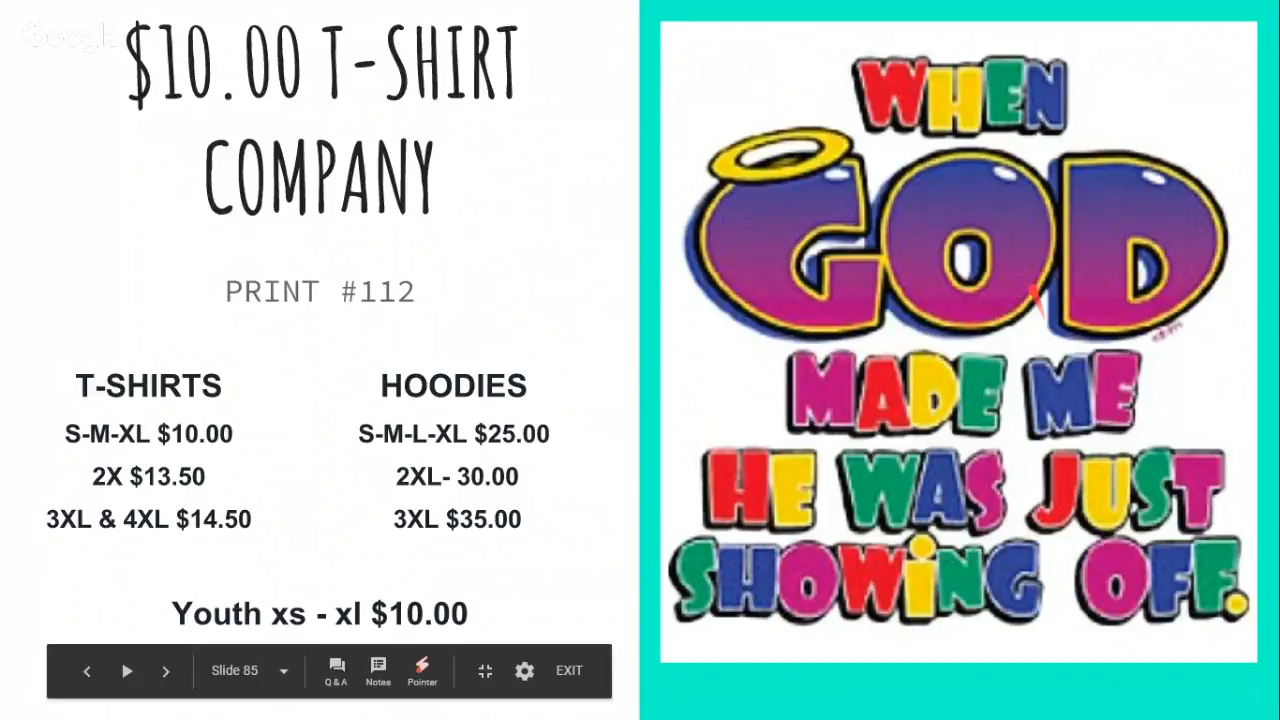 Google
$10.00 T-SHIRT
COMPANY
PRINT #112
T-SHIRTS
S-M-XL $10.00
2X $13.50
3XL & 4XL $14.50
HOODIES
S-M-L-XL $25.00
2XL- 30.00
3XL $35.00
Youth xs - xl $10.00
Slide 85
Q & A
Notes
Pointer
EXIT
WHEN
GOD
MADE ME
HE WAS JUST
SHOWiNG OFF.